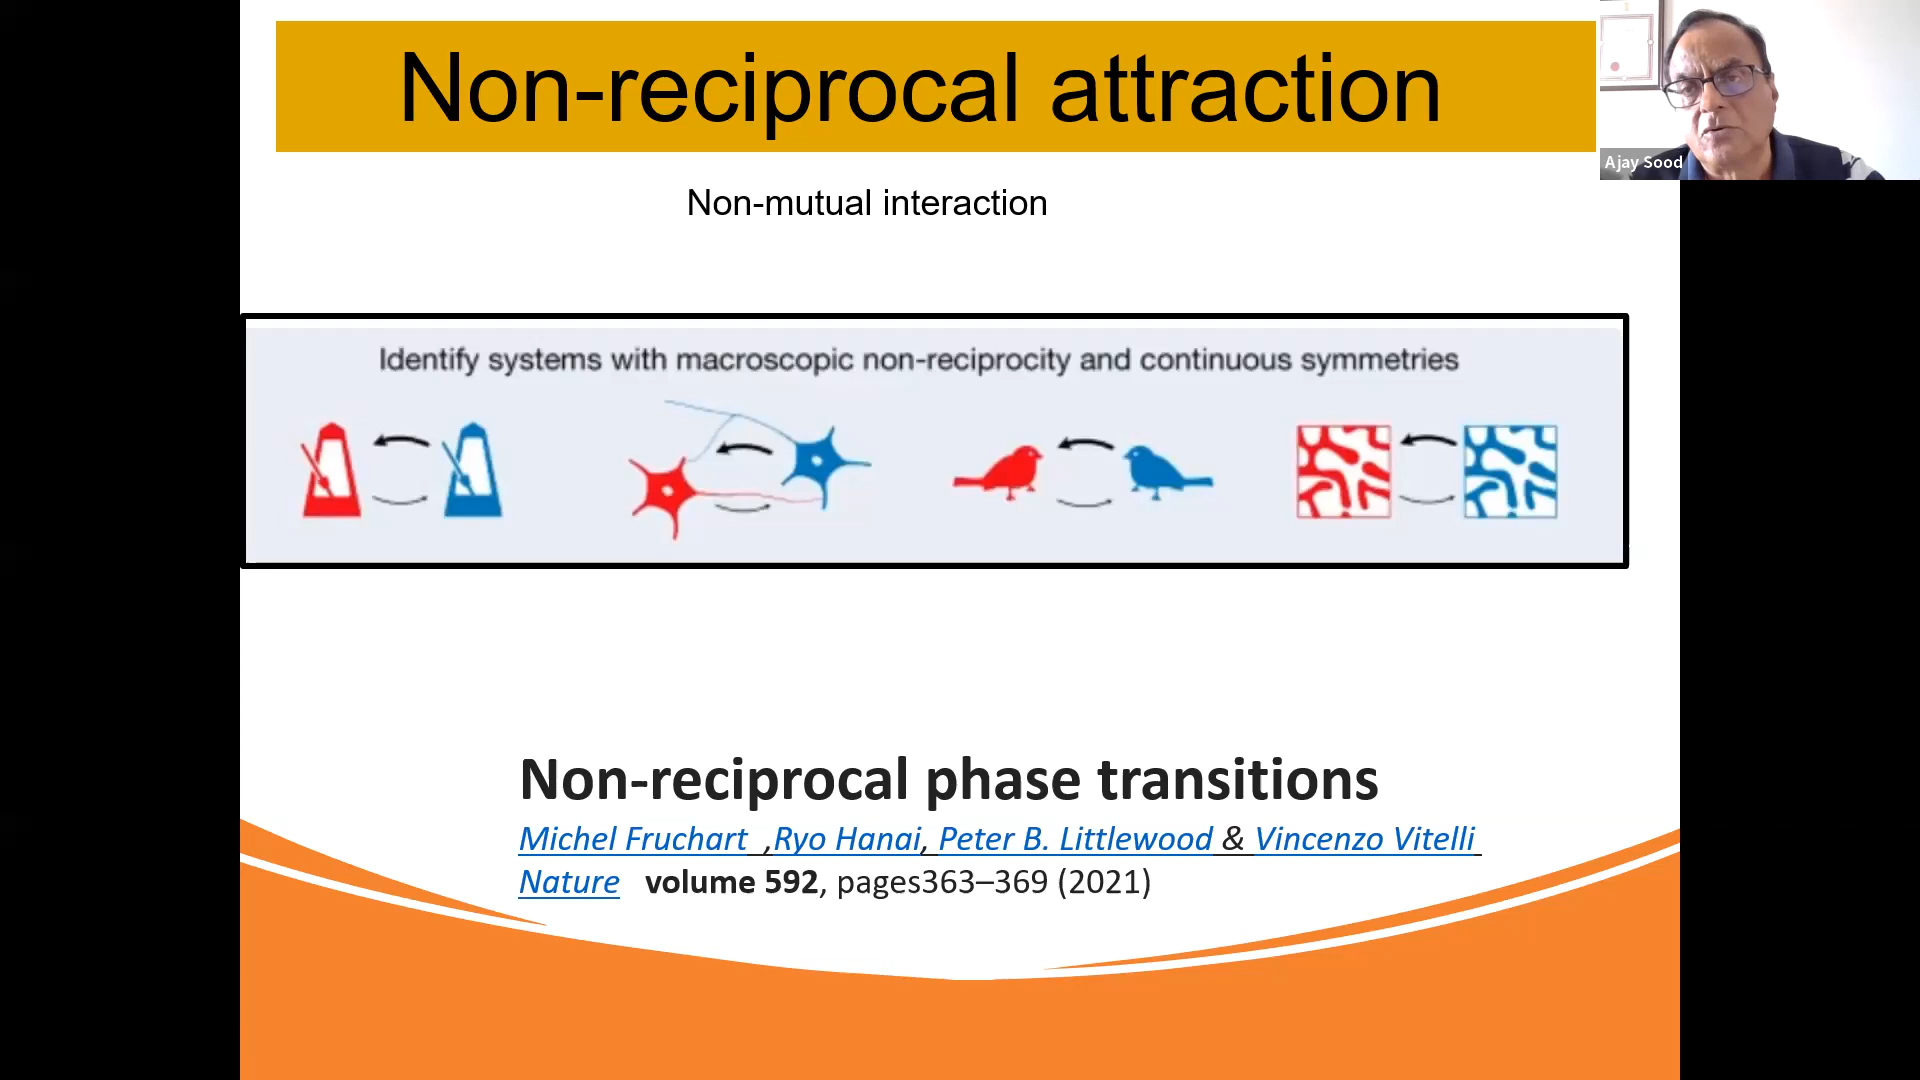 Non-reciprocal attraction
Ajay Sood
Non-mutual interaction
Identify systems with macroscopic non-reciprocity and continuous symmetries
Non-reciprocal phase transitions
Michel Fruchart ,Ryo Hanai, Peter B. Littlewood & Vincenzo Vitelli
Nature volume 592, pages363–369 (2021)